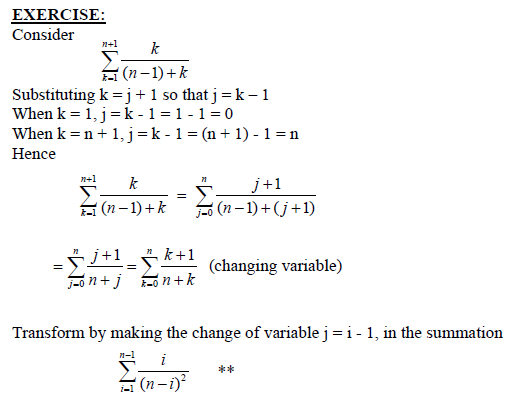 EXERCISE:
Consider
\sum_{k=1}^{n+1} \frac{k}{(n-1)+k}
Substituting k = j + 1 so that j = k – 1
When k = 1, j = k - 1 = 1 - 1 = 0
When k = n + 1, j = k - 1 = (n + 1) - 1 = n
Hence
\sum_{k=1}^{n+1} \frac{k}{(n-1)+k} = \sum_{j=0}^{n} \frac{j+1}{(n-1)+(j+1)}
= \sum_{j=0}^{n} \frac{j+1}{n+j} = \sum_{k=0}^{n} \frac{k+1}{n+k} (changing variable)
Transform by making the change of variable j = i - 1, in the summation
\sum_{i=1}^{n-1} \frac{i}{(n-i)^2} **